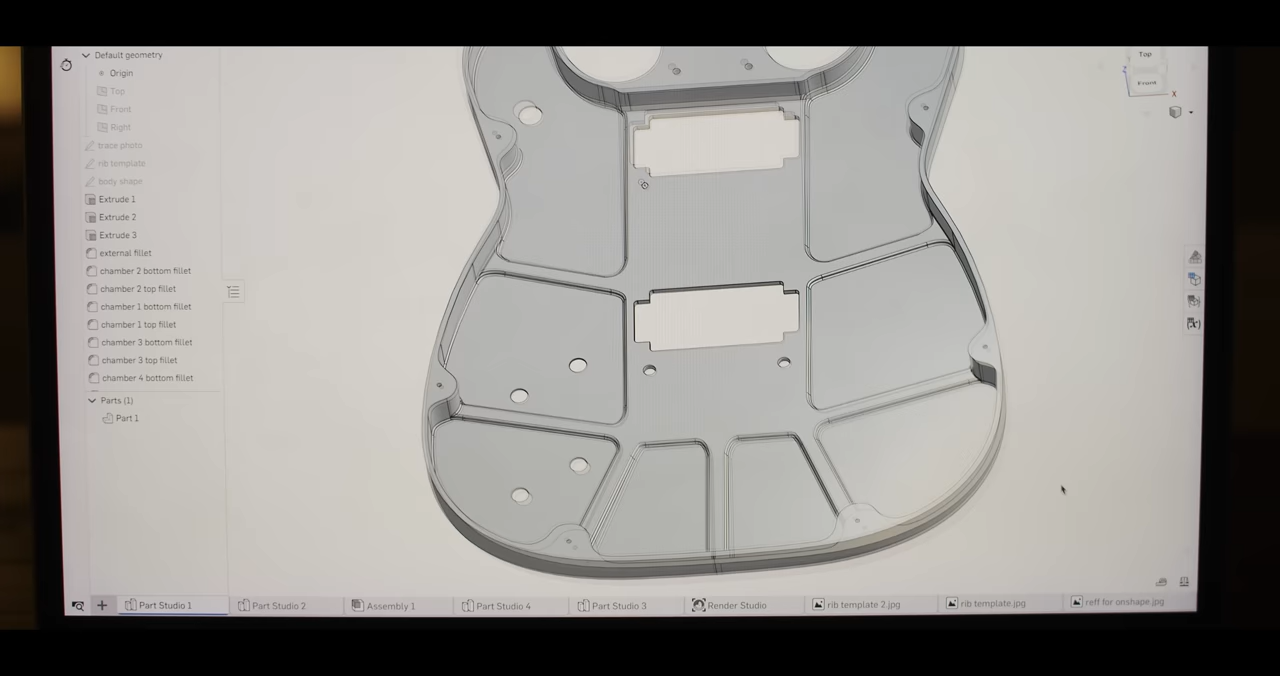 Default geometry
Origin
Top
Front
Right
trace photo
rib template
body shape
Extrude 1
Extrude 2
Extrude 3
external fillet
chamber 2 bottom fillet
chamber 2 top fillet
chamber 1 bottom fillet
chamber 1 top fillet
chamber 3 bottom fillet
chamber 3 top fillet
chamber 4 bottom fillet
Parts (1)
Part 1
Top
Front
X
(x)
Part Studio 1
Part Studio 2
Assembly 1
Part Studio 4
Part Studio 3
Render Studio
rib template 2.jpg
rib template.jpg
reff for onshape.jpg